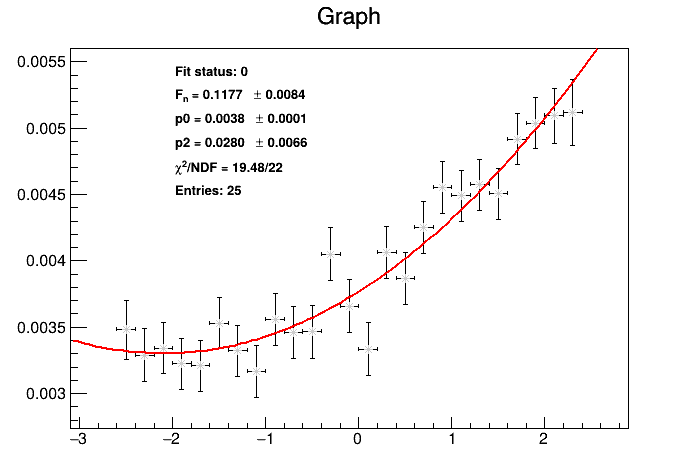 Graph
Fit status: 0
Fn = 0.1177 ± 0.0084
p0 = 0.0038 ± 0.0001
p2 = 0.0280 ± 0.0066
χ²/NDF = 19.48/22
Entries: 25
0.0055
0.005
0.0045
0.004
0.0035
0.003
−3 −2 −1 0 1 2